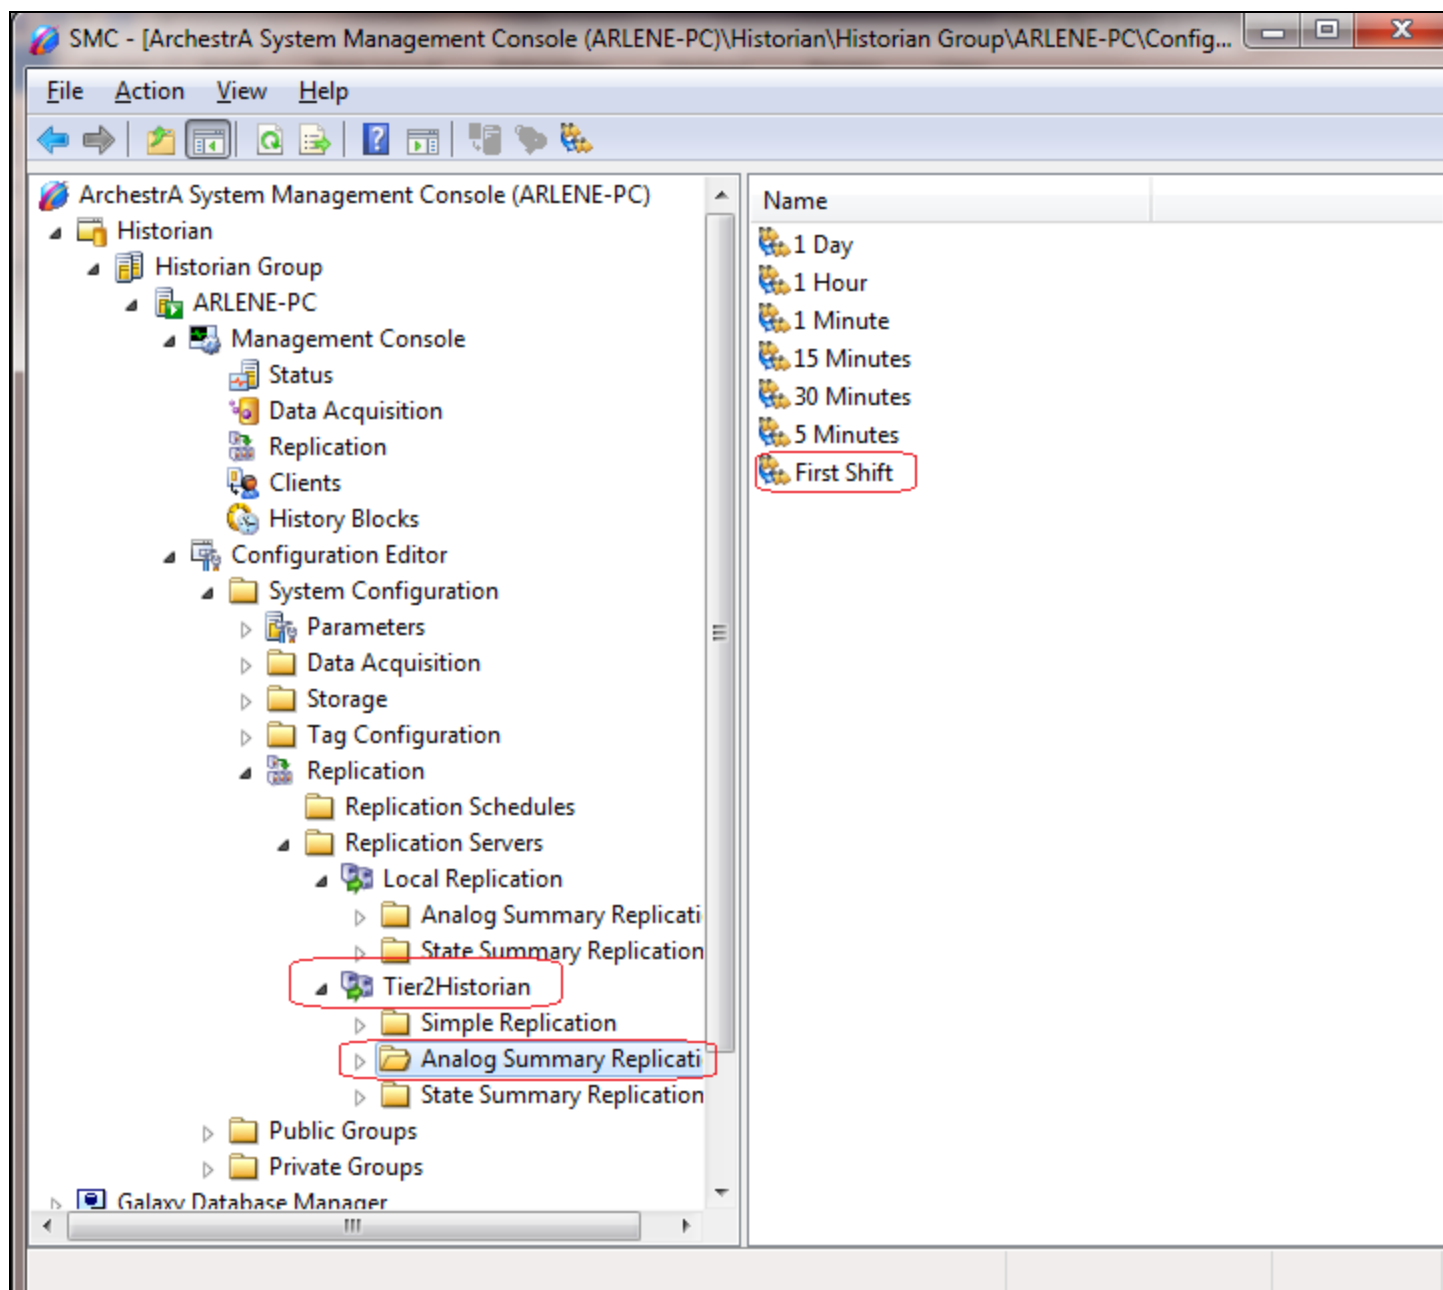 SMC - [ArchestrA System Management Console (ARLENE-PC)\Historian\Historian Group\ARLENE-PC\Config...
File Action View Help
ArchestrA System Management Console (ARLENE-PC)
Historian
Historian Group
ARLENE-PC
Management Console
Status
Data Acquisition
Replication
Clients
History Blocks
Configuration Editor
System Configuration
Parameters
Data Acquisition
Storage
Tag Configuration
Replication
Replication Schedules
Replication Servers
Local Replication
Analog Summary Replicati
State Summary Replication
Tier2Historian
Simple Replication
Analog Summary Replicati
State Summary Replication
Public Groups
Private Groups
Galaxy Database Manager
Name
1 Day
1 Hour
1 Minute
15 Minutes
30 Minutes
5 Minutes
First Shift